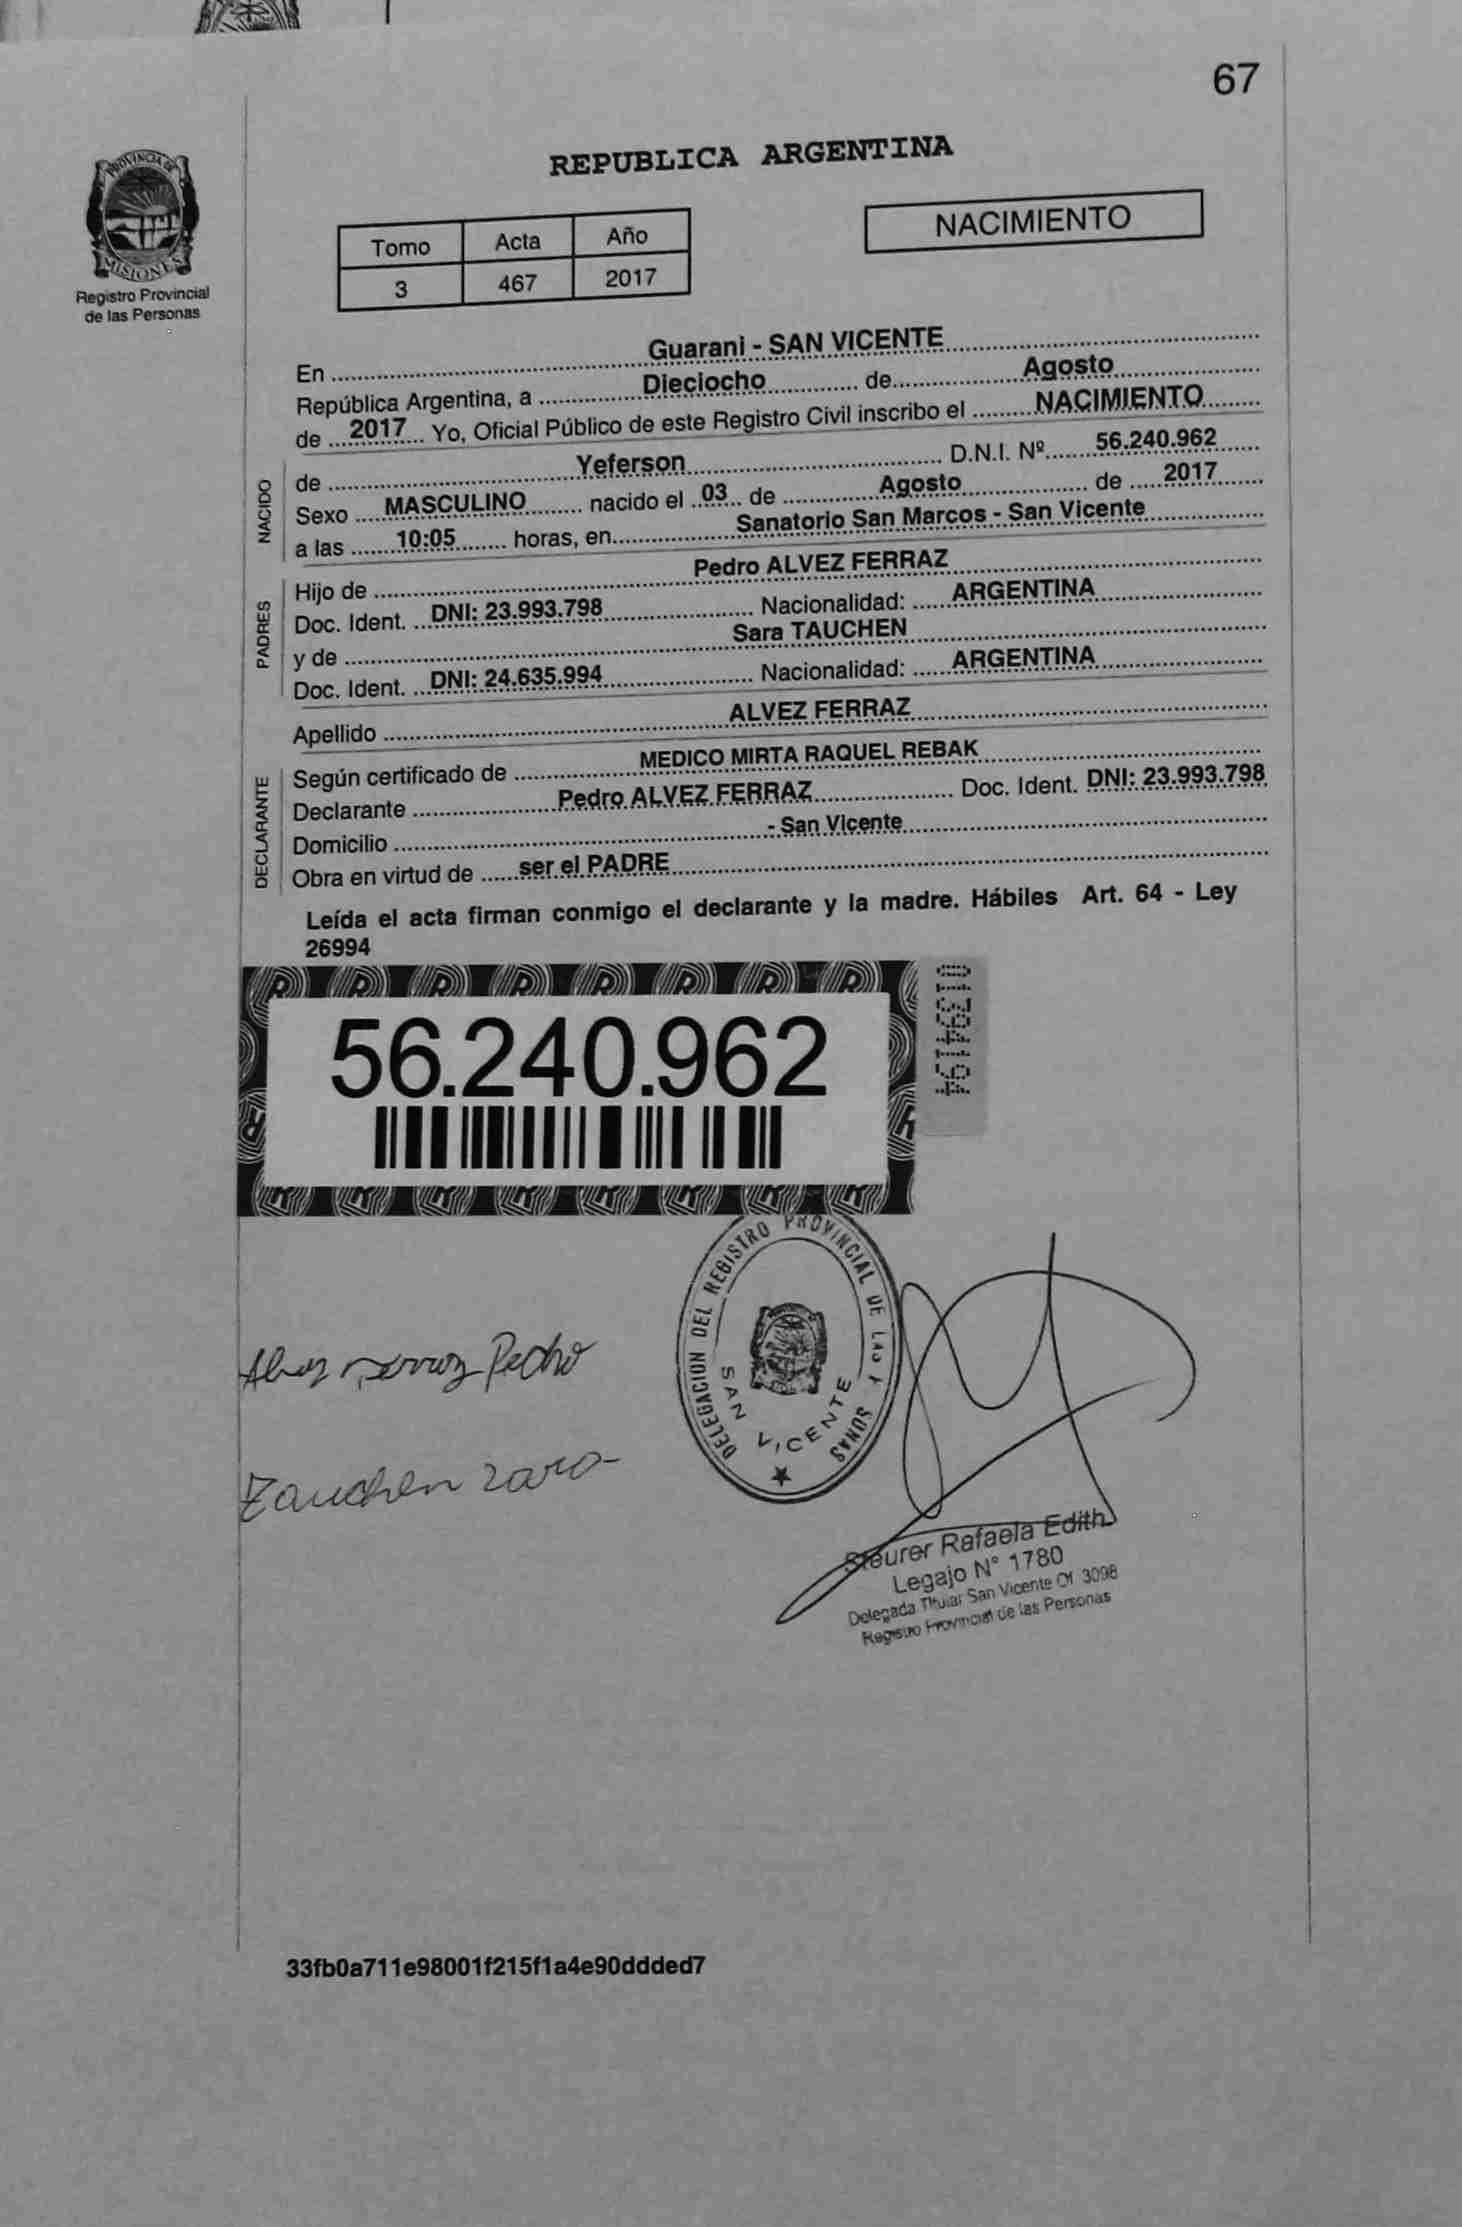 67
PROVINCIA DE
MISIONES
Registro Provincial
de las Personas
REPUBLICA ARGENTINA
Tomo Acta Año
3 467 2017
NACIMIENTO
En Guarani - SAN VICENTE
República Argentina, a Dieciocho de Agosto
de 2017 Yo, Oficial Público de este Registro Civil inscribo el NACIMIENTO
NACIDO
de Yeferson D.N.I. Nº 56.240.962
Sexo MASCULINO nacido el 03 de Agosto de 2017
a las 10:05 horas, en Sanatorio San Marcos - San Vicente
PADRES
Hijo de Pedro ALVEZ FERRAZ
Doc. Ident. DNI: 23.993.798 Nacionalidad: ARGENTINA
y de Sara TAUCHEN
Doc. Ident. DNI: 24.635.994 Nacionalidad: ARGENTINA
Apellido ALVEZ FERRAZ
DECLARANTE
Según certificado de MEDICO MIRTA RAQUEL REBAK
Declarante Pedro ALVEZ FERRAZ Doc. Ident. DNI: 23.993.798
Domicilio - San Vicente
Obra en virtud de ser el PADRE
Leída el acta firman conmigo el declarante y la madre. Hábiles Art. 64 - Ley
26994
56.240.962
01394194
DELEGACION DEL REGISTRO PROVINCIAL DE LAS
SAN VICENTE
Pedro
Tauchen Zara
Steurer Rafaela Edith
Legajo N° 1780
Delegada Titular San Vicente Of 3098
Registro Provincial de las Personas
33fb0a711e98001f215f1a4e90ddded7